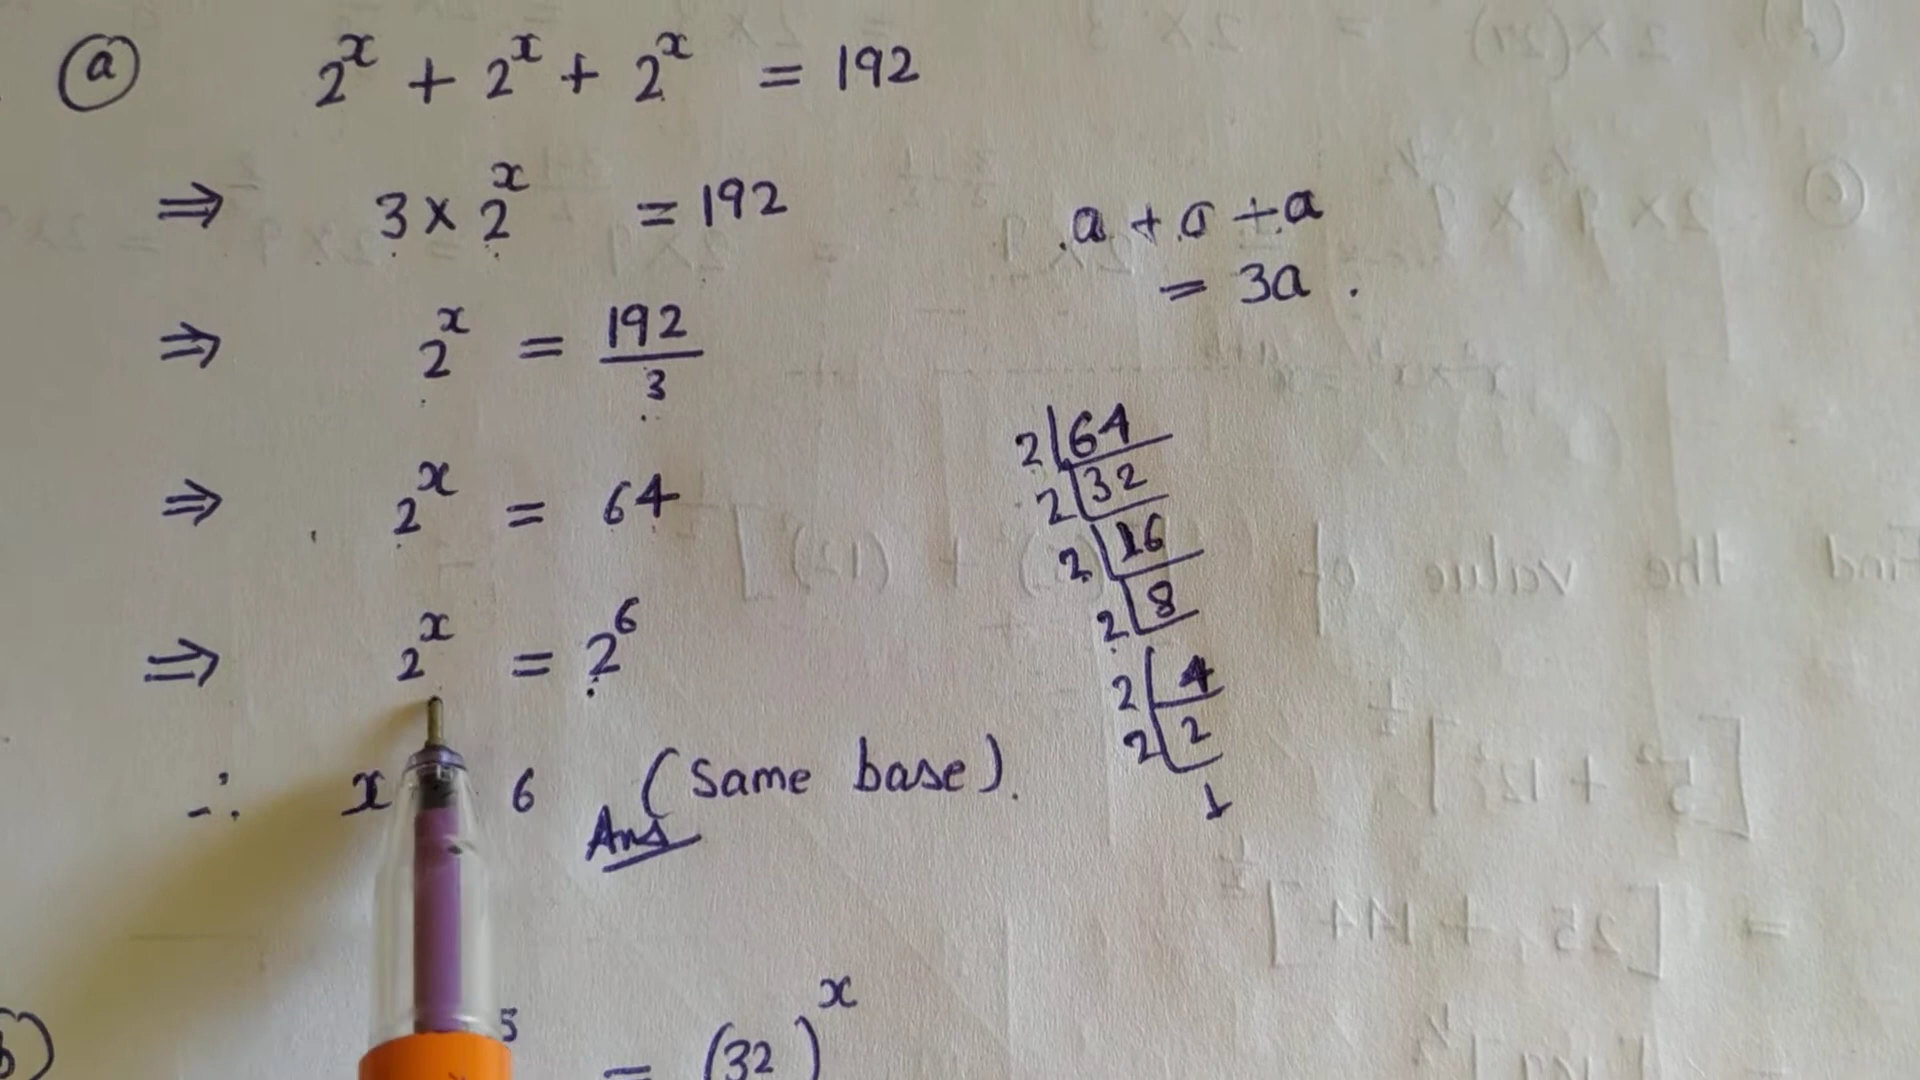 (a) 2^x + 2^x + 2^x = 192
⇒ 3 × 2^x = 192
a + a + a
= 3a .
⇒ 2^x = 192/3
⇒ 2^x = 64
⇒ 2^x = 2^6
∴ x 6 (Same base).
Ans
2 | 64
2 | 32
2 | 16
2 | 8
2 | 4
2 | 2
1
5 = (32)^x